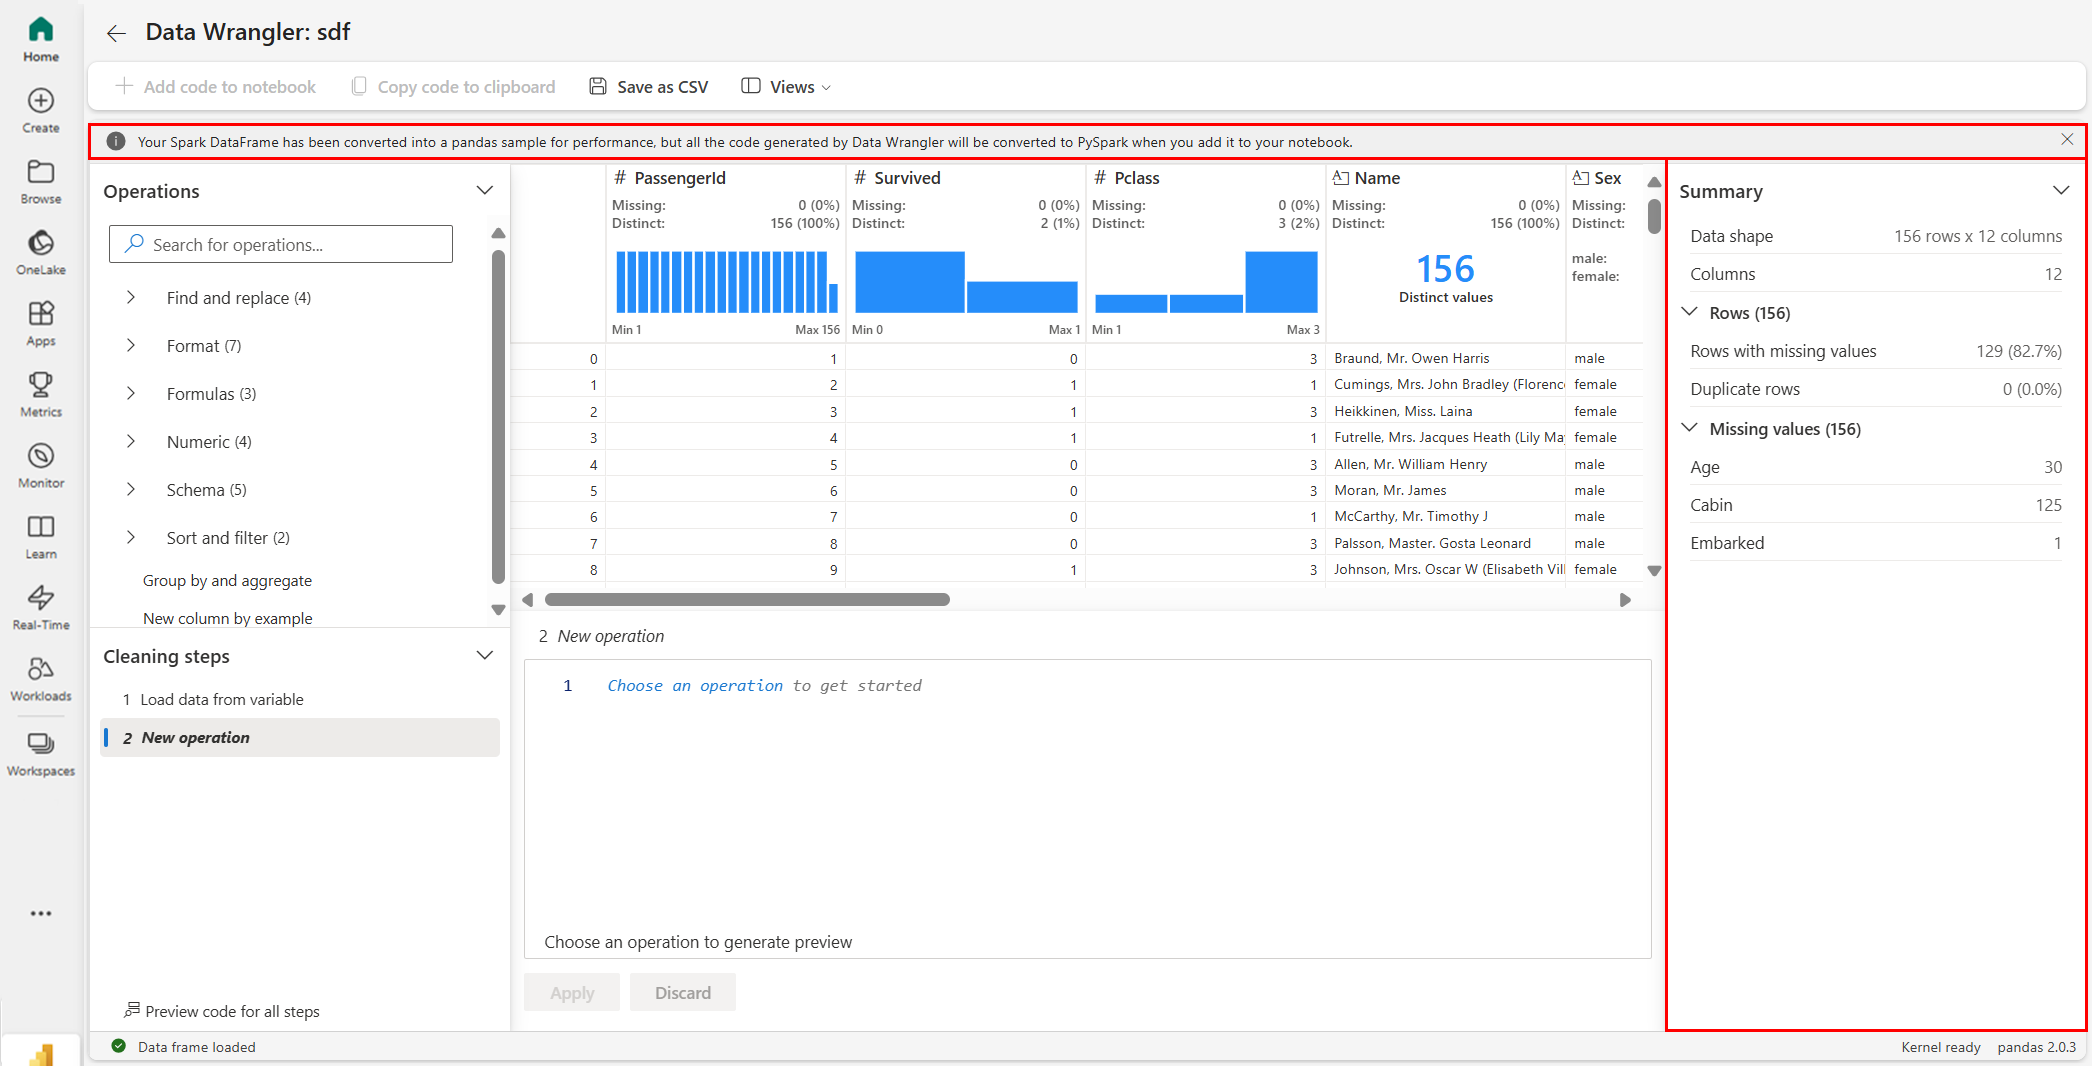 Home
Create
Browse
OneLake
Apps
Metrics
Monitor
Learn
Real-Time
Workloads
Workspaces
Data Wrangler: sdf
Add code to notebook
Copy code to clipboard
Save as CSV
Views
Your Spark DataFrame has been converted into a pandas sample for performance, but all the code generated by Data Wrangler will be converted to PySpark when you add it to your notebook.
Operations
Search for operations...
Find and replace (4)
Format (7)
Formulas (3)
Numeric (4)
Schema (5)
Sort and filter (2)
Group by and aggregate
New column by example
Cleaning steps
1 Load data from variable
2 New operation
Preview code for all steps
# PassengerId # Survived # Pclass Name Sex
Missing: 0 (0%) Missing: 0 (0%) Missing: 0 (0%) Missing: 0 (0%) Missing:
Distinct: 156 (100%) Distinct: 2 (1%) Distinct: 3 (2%) Distinct: 156 (100%) Distinct:
156
Distinct values
male:
female:
Min 1 Max 156 Min 0 Max 1 Min 1 Max 3
0 1 0 3 Braund, Mr. Owen Harris male
1 2 1 1 Cumings, Mrs. John Bradley (Florence female
2 3 1 3 Heikkinen, Miss. Laina female
3 4 1 1 Futrelle, Mrs. Jacques Heath (Lily May female
4 5 0 3 Allen, Mr. William Henry male
5 6 0 3 Moran, Mr. James male
6 7 0 1 McCarthy, Mr. Timothy J male
7 8 0 3 Palsson, Master. Gosta Leonard male
8 9 1 3 Johnson, Mrs. Oscar W (Elisabeth Vil female
2 New operation
1 Choose an operation to get started
Choose an operation to generate preview
Apply
Discard
Summary
Data shape 156 rows x 12 columns
Columns 12
Rows (156)
Rows with missing values 129 (82.7%)
Duplicate rows 0 (0.0%)
Missing values (156)
Age 30
Cabin 125
Embarked 1
Data frame loaded
Kernel ready pandas 2.0.3